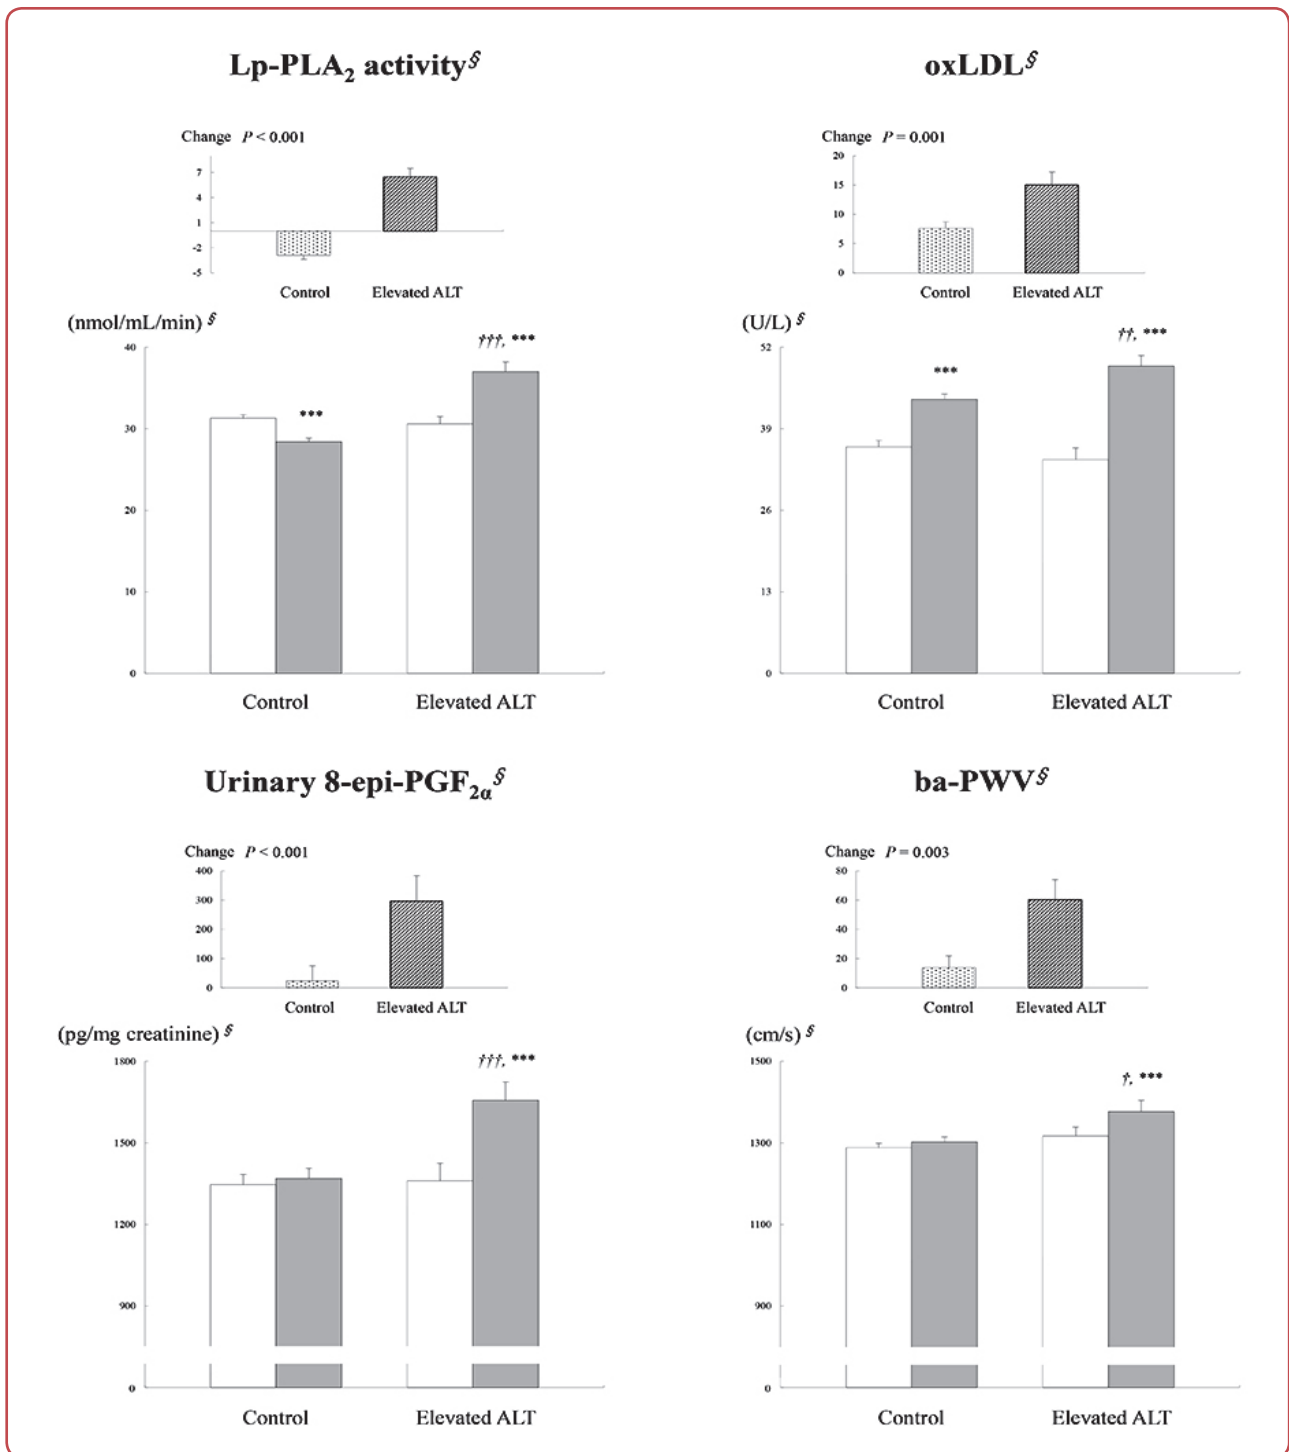 Lp-PLA₂ activity§
Change P < 0.001
7
4
1
-2
-5
Control Elevated ALT
(nmol/mL/min) §
40
30
20
10
0
***
†††, ***
Control Elevated ALT
oxLDL§
Change P = 0.001
20
15
10
5
0
Control Elevated ALT
(U/L) §
52
39
26
13
0
***
††, ***
Control Elevated ALT
Urinary 8-epi-PGF₂α§
Change P < 0.001
400
300
200
100
0
Control Elevated ALT
(pg/mg creatinine) §
1800
1500
1200
900
0
†††, ***
Control Elevated ALT
ba-PWV§
Change P = 0.003
80
60
40
20
0
Control Elevated ALT
(cm/s) §
1500
1300
1100
900
0
†, ***
Control Elevated ALT